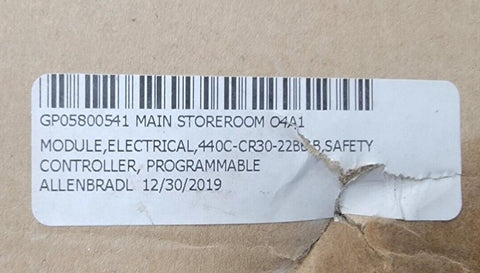 GP05800541 MAIN STOREROOM O4A1
MODULE,ELECTRICAL,440C-CR30-22BBB,SAFETY
CONTROLLER, PROGRAMMABLE
ALLENBRADL 12/30/2019